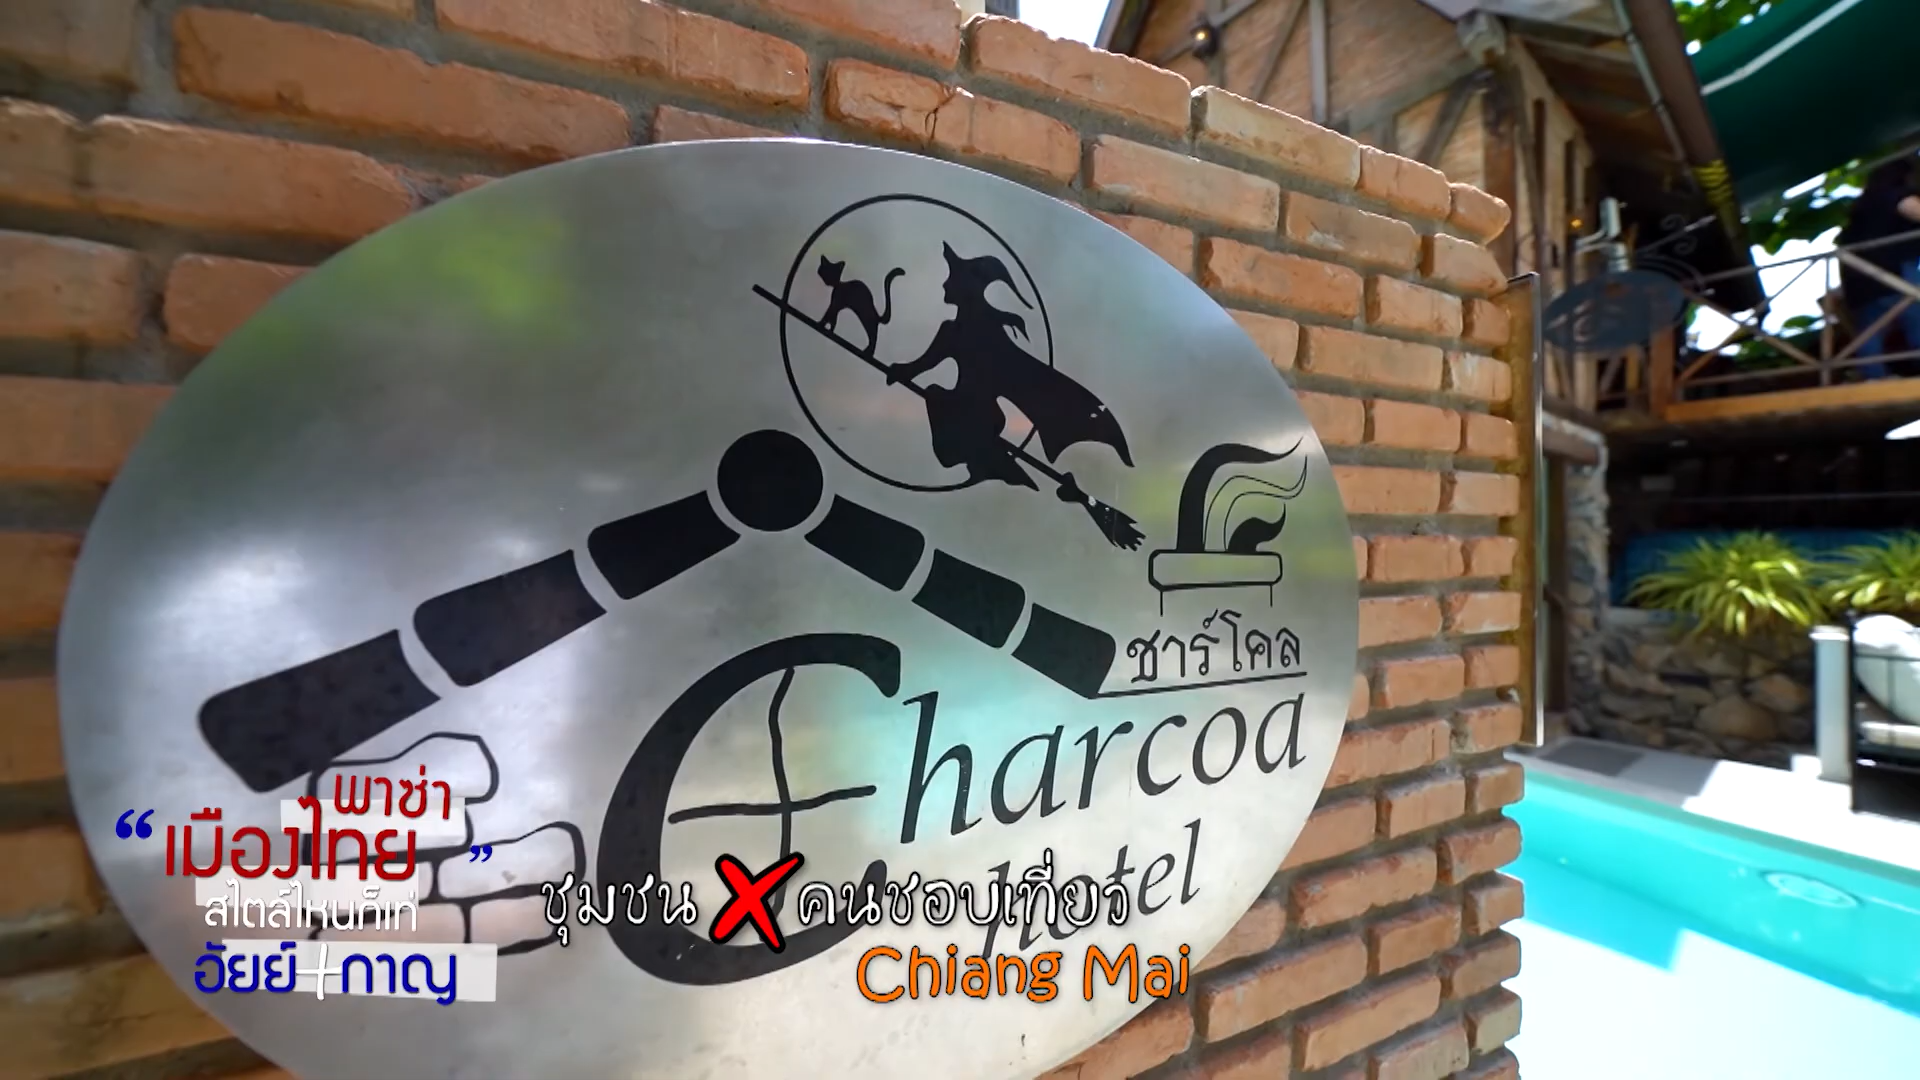 ชาร์โคล
Charcoa
hotel
พาซ่า
“เมืองไทย”
สไตล์ไหนก็เท่
อัยย์+กาญ
ชุมชน X คนชอบเที่ยว
Chiang Mai